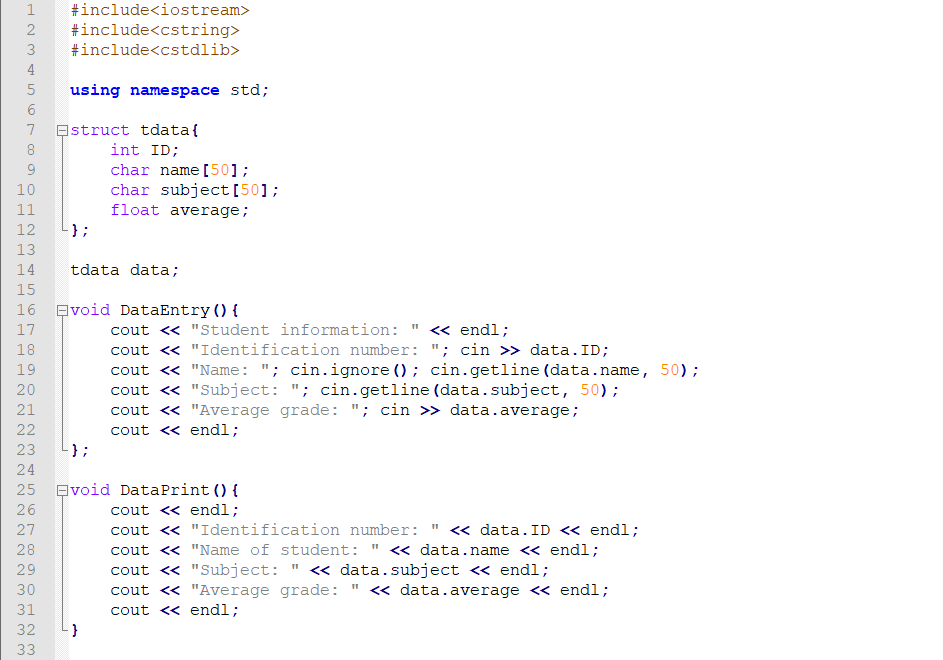 1 #include<iostream>
2 #include<cstring>
3 #include<cstdlib>
4
5 using namespace std;
6
7 struct tdata{
8     int ID;
9     char name[50];
10     char subject[50];
11     float average;
12 };
13
14 tdata data;
15
16 void DataEntry(){
17     cout << "Student information: " << endl;
18     cout << "Identification number: "; cin >> data.ID;
19     cout << "Name: "; cin.ignore(); cin.getline(data.name, 50);
20     cout << "Subject: "; cin.getline(data.subject, 50);
21     cout << "Average grade: "; cin >> data.average;
22     cout << endl;
23 };
24
25 void DataPrint(){
26     cout << endl;
27     cout << "Identification number: " << data.ID << endl;
28     cout << "Name of student: " << data.name << endl;
29     cout << "Subject: " << data.subject << endl;
30     cout << "Average grade: " << data.average << endl;
31     cout << endl;
32 }
33